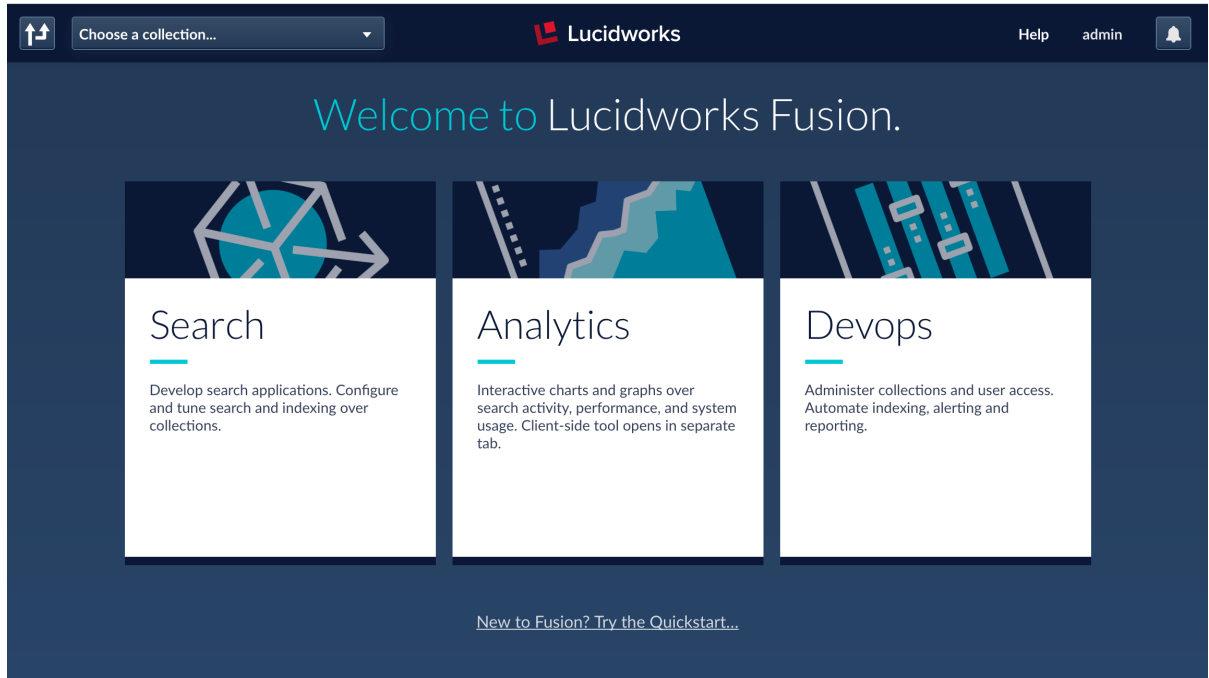 Choose a collection...
Lucidworks
Help
admin
Welcome to Lucidworks Fusion.
Search
Develop search applications. Configure
and tune search and indexing over
collections.
Analytics
Interactive charts and graphs over
search activity, performance, and system
usage. Client-side tool opens in separate
tab.
Devops
Administer collections and user access.
Automate indexing, alerting and
reporting.
New to Fusion? Try the Quickstart...